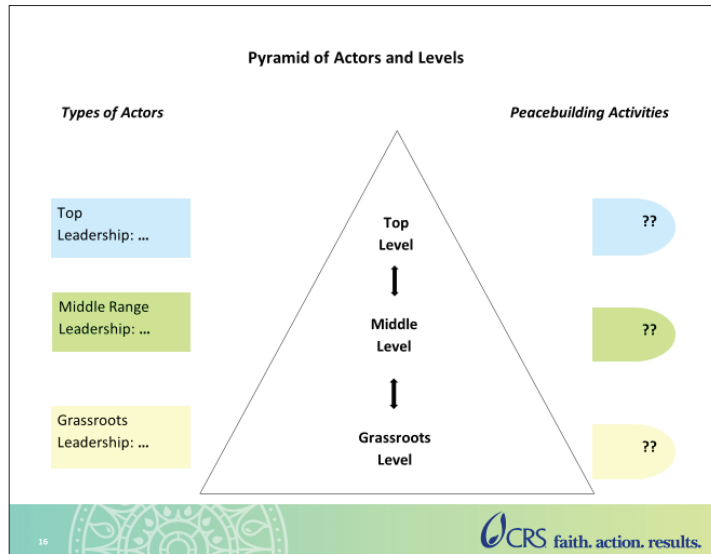 Pyramid of Actors and Levels
Types of Actors
Peacebuilding Activities
Top
Leadership: ...
Top
Level
??
Middle Range
Leadership: ...
Middle
Level
??
Grassroots
Leadership: ...
Grassroots
Level
??
16
CRS faith. action. results.